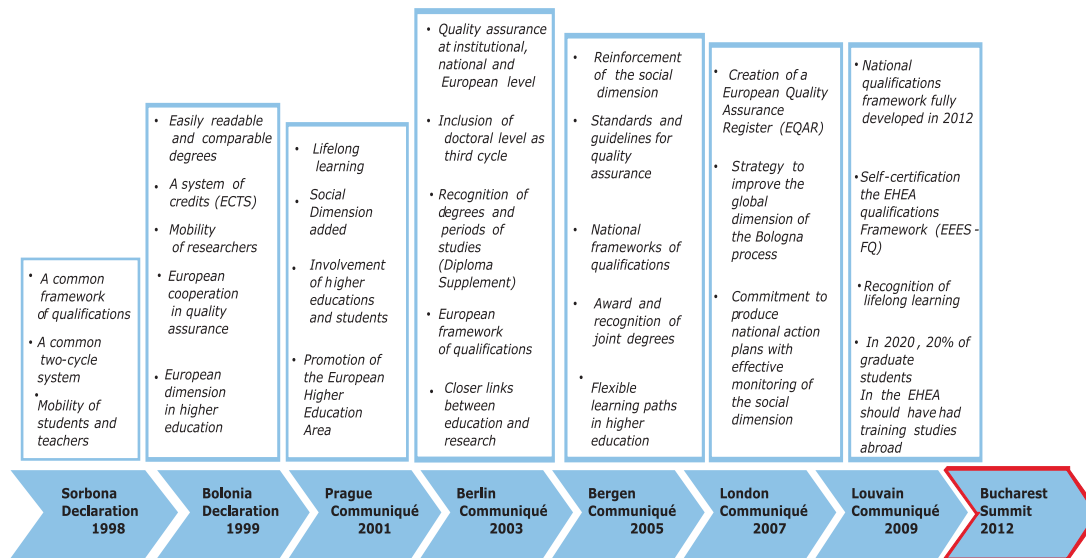 • A common
framework
of qualifications
• A common
two-cycle
system
• Mobility of
students and
teachers
• Easily readable
and comparable
degrees
• A system of
credits (ECTS)
• Mobility
of researchers
• European
cooperation
in quality
assurance
• European
dimension
in higher
education
• Lifelong
learning
• Social
Dimension
added
• Involvement
of higher
educations
and students
• Promotion of
the European
Higher
Education
Area
• Quality assurance
at institutional,
national and
European level
• Inclusion of
doctoral level as
third cycle
• Recognition of
degrees and
periods of
studies
(Diploma
Supplement)
• European
framework
of qualifications
• Closer links
between
education and
research
• Reinforcement
of the social
dimension
• Standards and
guidelines for
quality
assurance
• National
frameworks of
qualifications
• Award and
recognition of
joint degrees
• Flexible
learning paths
in higher
education
• Creation of a
European Quality
Assurance
Register (EQAR)
• Strategy to
improve the
global
dimension of
the Bologna
process
• Commitment to
produce
national action
plans with
effective
monitoring of
the social
dimension
• National
qualifications
framework fully
developed in 2012
• Self-certification
the EHEA
qualifications
Framework (EEES -
FQ)
• Recognition of
lifelong learning
• In 2020, 20% of
graduate
students
In the EHEA
should have had
training studies
abroad
Sorbona
Declaration
1998
Bolonia
Declaration
1999
Prague
Communiqué
2001
Berlin
Communiqué
2003
Bergen
Communiqué
2005
London
Communiqué
2007
Louvain
Communiqué
2009
Bucharest
Summit
2012